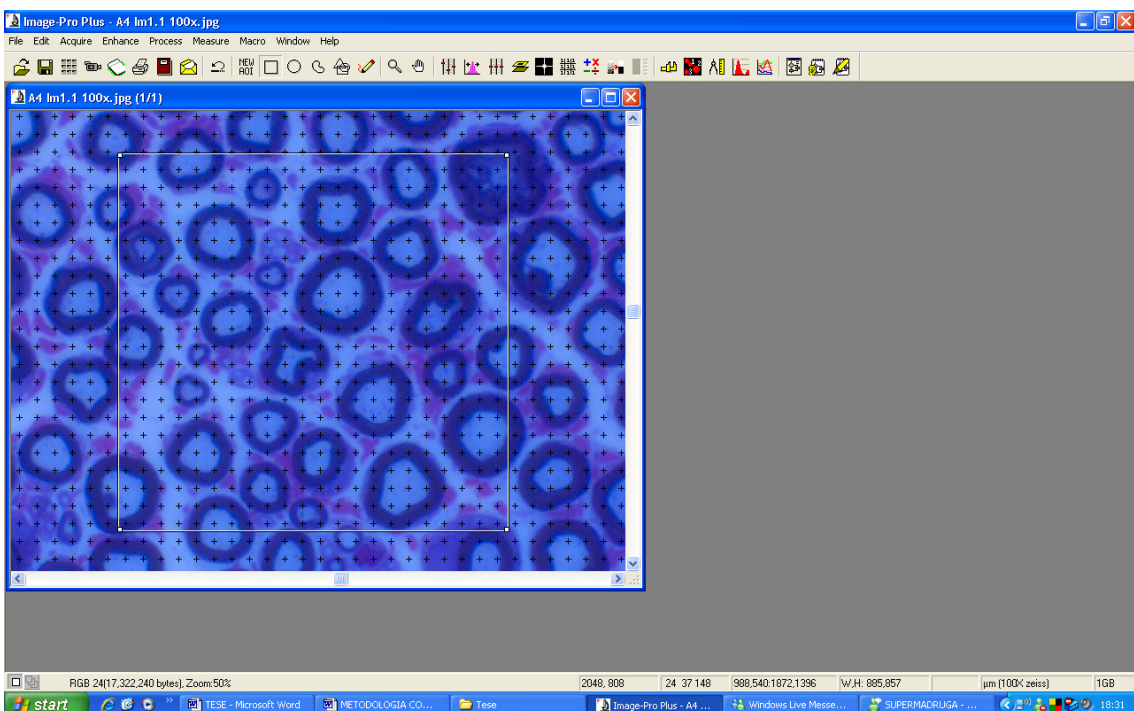 Image-Pro Plus - A4 Im1.1 100x.jpg
File Edit Acquire Enhance Process Measure Macro Window Help
NEW AOI
A4 Im1.1 100x.jpg (1/1)
RGB 24(17,322,240 bytes), Zoom:50% 2048, 808 24 37 148 988,540:1872,1396 W,H: 885,857 µm (100X zeiss) 1GB
start TESE - Microsoft Word METODOLOGIA CO... Tese Image-Pro Plus - A4 ... Windows Live Messe... SUPERMADRUGA - ... 18:31